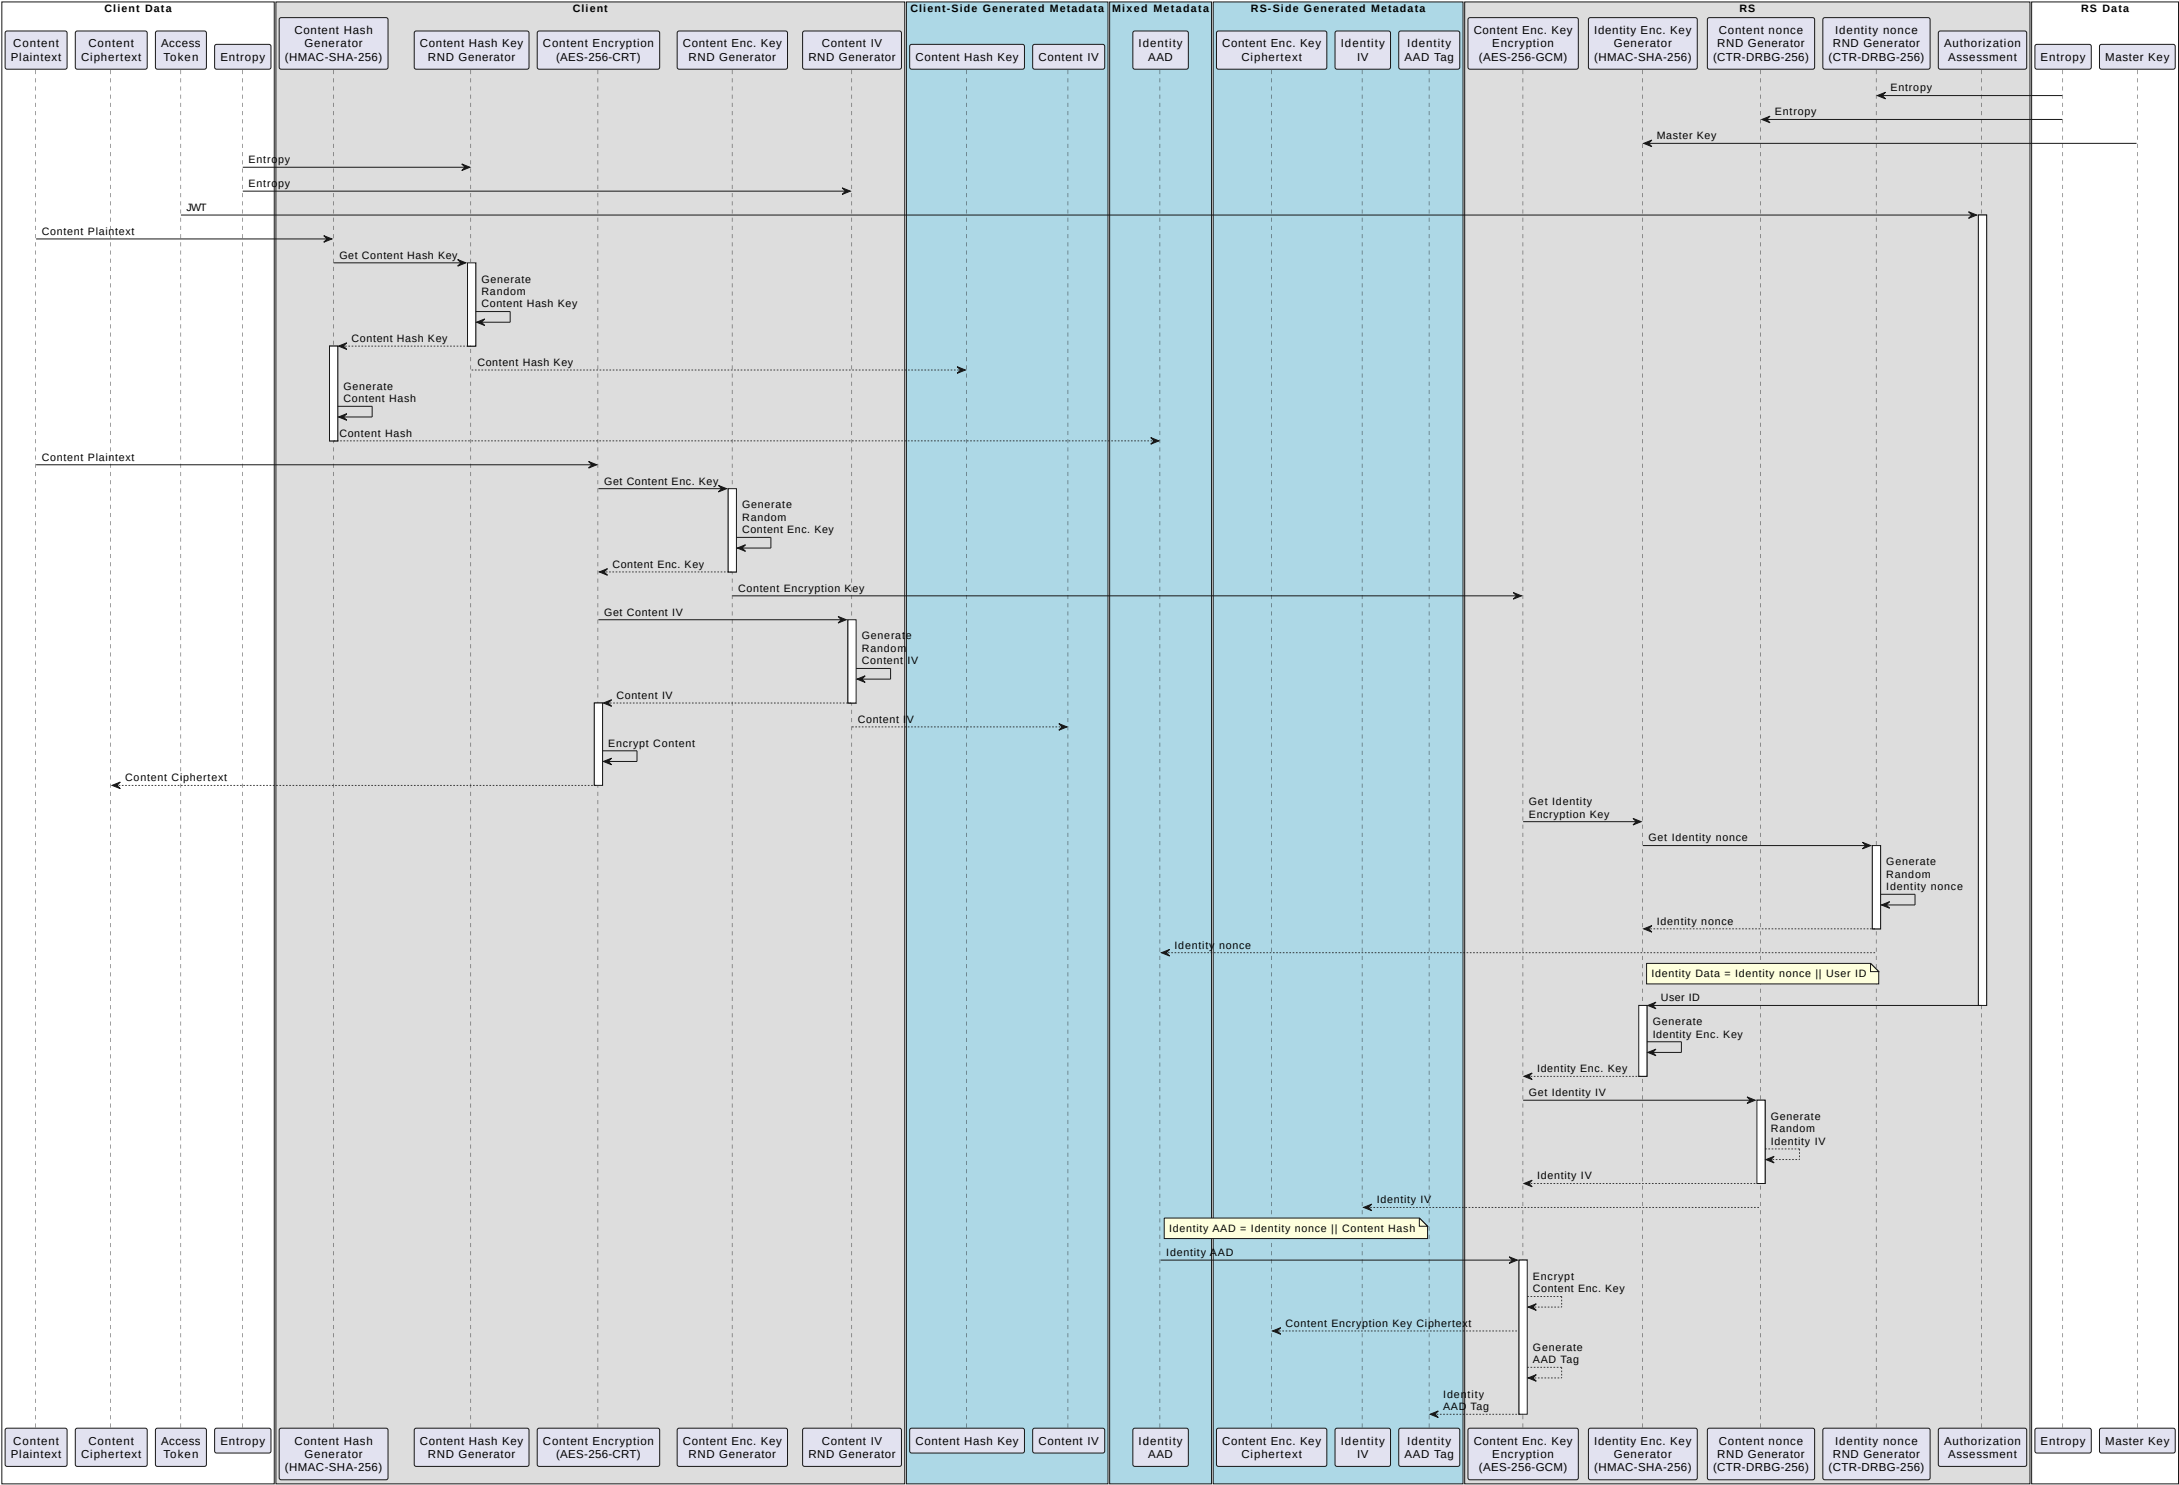 Client Data
Client
Client-Side Generated Metadata
Mixed Metadata
RS-Side Generated Metadata
RS
RS Data
Content
Plaintext
Content
Ciphertext
Access
Token
Entropy
Content Hash
Generator
(HMAC-SHA-256)
Content Hash Key
RND Generator
Content Encryption
(AES-256-CRT)
Content Enc. Key
RND Generator
Content IV
RND Generator
Content Hash Key
Content IV
Identity
AAD
Content Enc. Key
Ciphertext
Identity
IV
Identity
AAD Tag
Content Enc. Key
Encryption
(AES-256-GCM)
Identity Enc. Key
Generator
(HMAC-SHA-256)
Content nonce
RND Generator
(CTR-DRBG-256)
Identity nonce
RND Generator
(CTR-DRBG-256)
Authorization
Assessment
Entropy
Master Key
Entropy
Entropy
Master Key
Entropy
Entropy
JWT
Content Plaintext
Get Content Hash Key
Generate
Random
Content Hash Key
Content Hash Key
Content Hash Key
Generate
Content Hash
Content Hash
Content Plaintext
Get Content Enc. Key
Generate
Random
Content Enc. Key
Content Enc. Key
Content Encryption Key
Get Content IV
Generate
Random
Content IV
Content IV
Content IV
Encrypt Content
Content Ciphertext
Get Identity
Encryption Key
Get Identity nonce
Generate
Random
Identity nonce
Identity nonce
Identity nonce
Identity Data = Identity nonce || User ID
User ID
Generate
Identity Enc. Key
Identity Enc. Key
Get Identity IV
Generate
Random
Identity IV
Identity IV
Identity IV
Identity AAD = Identity nonce || Content Hash
Identity AAD
Encrypt
Content Enc. Key
Content Encryption Key Ciphertext
Generate
AAD Tag
Identity
AAD Tag
Content
Plaintext
Content
Ciphertext
Access
Token
Entropy
Content Hash
Generator
(HMAC-SHA-256)
Content Hash Key
RND Generator
Content Encryption
(AES-256-CRT)
Content Enc. Key
RND Generator
Content IV
RND Generator
Content Hash Key
Content IV
Identity
AAD
Content Enc. Key
Ciphertext
Identity
IV
Identity
AAD Tag
Content Enc. Key
Encryption
(AES-256-GCM)
Identity Enc. Key
Generator
(HMAC-SHA-256)
Content nonce
RND Generator
(CTR-DRBG-256)
Identity nonce
RND Generator
(CTR-DRBG-256)
Authorization
Assessment
Entropy
Master Key